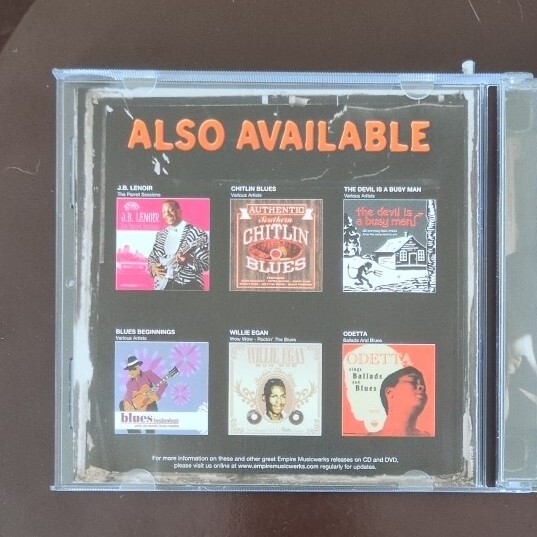 ALSO AVAILABLE
J.B. LENOIR
The Parrot Sessions
CHITLIN BLUES
Various Artists
THE DEVIL IS A BUSY MAN
Various Artists
J.B. LENOIR
AUTHENTIC
Southern
CHITLIN
BLUES
the devil is
a busy man
BLUES BEGINNINGS
Various Artists
WILLIE EGAN
Wow Wow - Rockin' The Blues
ODETTA
Ballads And Blues
blues
WILLIE EGAN
WOW WOW
ODETTA
sings
Ballads
and
Blues
For more information on these and other great Empire Musicwerks releases on CD and DVD,
please visit us online at www.empiremusicwerks.com regularly for updates.